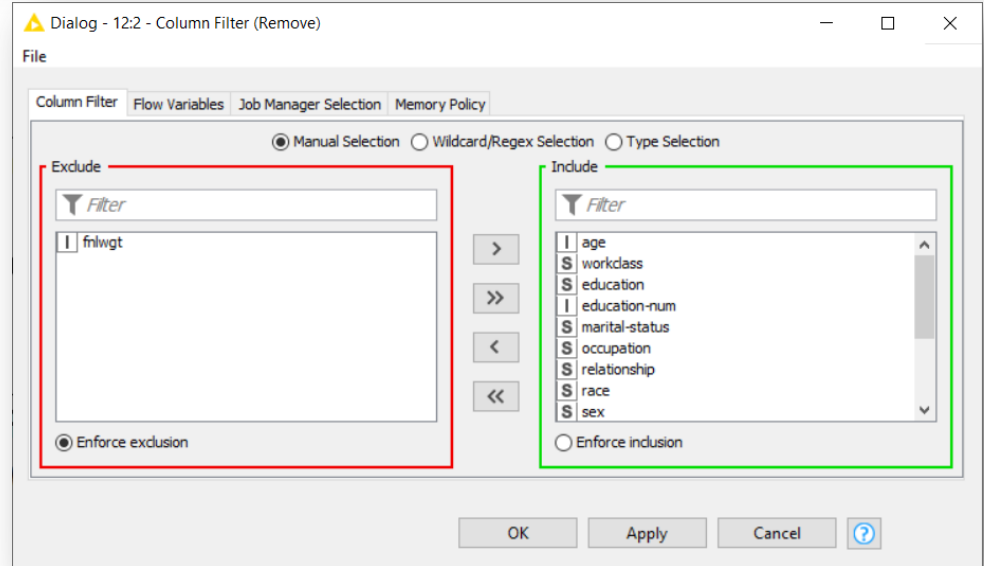 Dialog - 12:2 - Column Filter (Remove)
File
Column Filter Flow Variables Job Manager Selection Memory Policy
Manual Selection Wildcard/Regex Selection Type Selection
Exclude
Filter
I fnlwgt
Enforce exclusion
>
>>
<
<<
Include
Filter
I age
S workclass
S education
I education-num
S marital-status
S occupation
S relationship
S race
S sex
Enforce inclusion
OK Apply Cancel ?